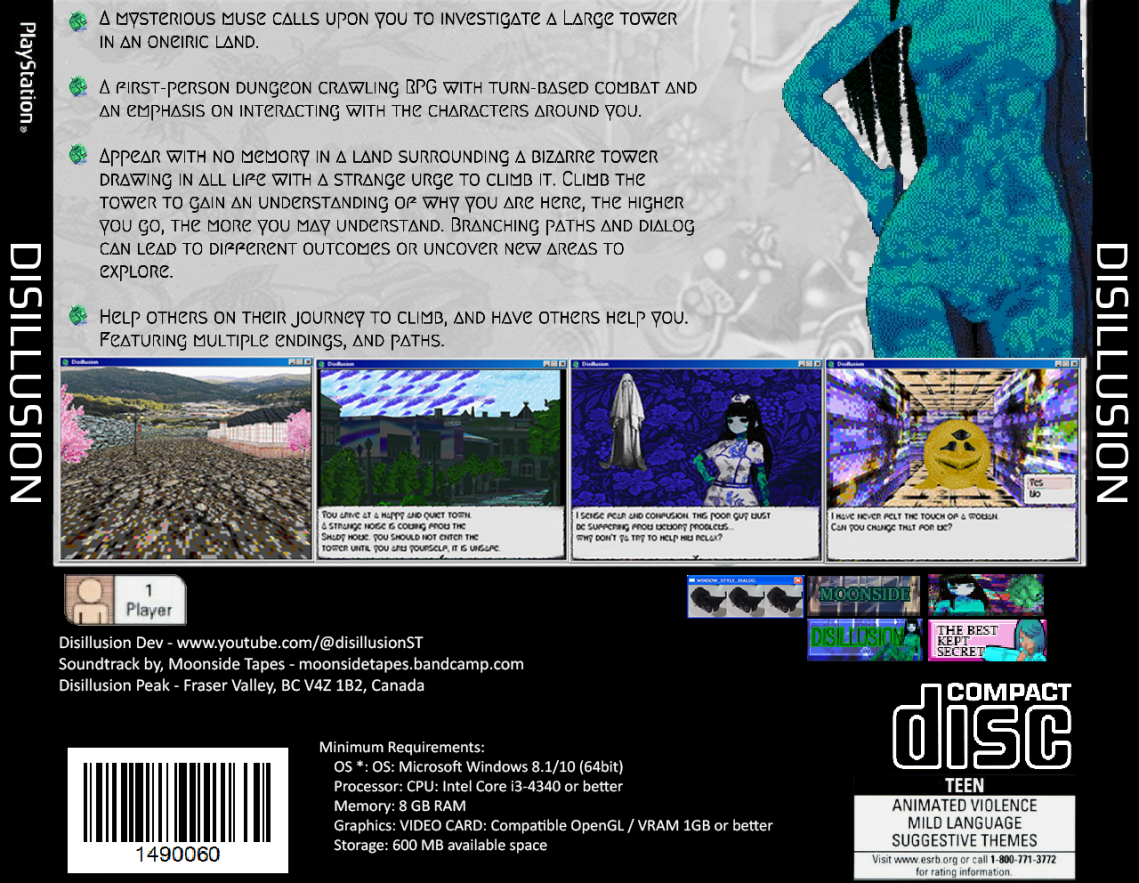 PlayStation®
DISILLUSION
A mysterious muse calls upon you to investigate a Large tower
in an oneiric land.
A first-person dungeon crawling RPG with turn-based combat and
an emphasis on interacting with the characters around you.
Appear with no memory in a land surrounding a bizarre tower
drawing in all life with a strange urge to climb it. Climb the
tower to gain an understanding of why you are here, the higher
you go, the more you may understand. Branching paths and dialog
can lead to different outcomes or uncover new areas to
explore.
Help others on their journey to climb, and have others help you.
Featuring multiple endings, and paths.
DISILLUSION
Disillusion
Disillusion
You arive at a happy and quiet town.
A strange noise is coming from the
Shady Home. You should not enter the
tower until you arm yourself, it is unsafe.
Disillusion
I sense fear and confusion. This poor guy must
be suffering from memory problems...
Why don't ya try to help him relax?
Disillusion
Yes
No
I have never felt the touch of a woman.
Can you change that for me?
1
Player
WINDOW_STYLE_DIALOG
MOONSIDE
DISILLUSION
THE BEST
KEPT
SECRET
Disillusion Dev - www.youtube.com/@disillusionST
Soundtrack by, Moonside Tapes - moonsidetapes.bandcamp.com
Disillusion Peak - Fraser Valley, BC V4Z 1B2, Canada
COMPACT
disc
1490060
Minimum Requirements:
OS *: OS: Microsoft Windows 8.1/10 (64bit)
Processor: CPU: Intel Core i3-4340 or better
Memory: 8 GB RAM
Graphics: VIDEO CARD: Compatible OpenGL / VRAM 1GB or better
Storage: 600 MB available space
TEEN
ANIMATED VIOLENCE
MILD LANGUAGE
SUGGESTIVE THEMES
Visit www.esrb.org or call 1-800-771-3772
for rating information.